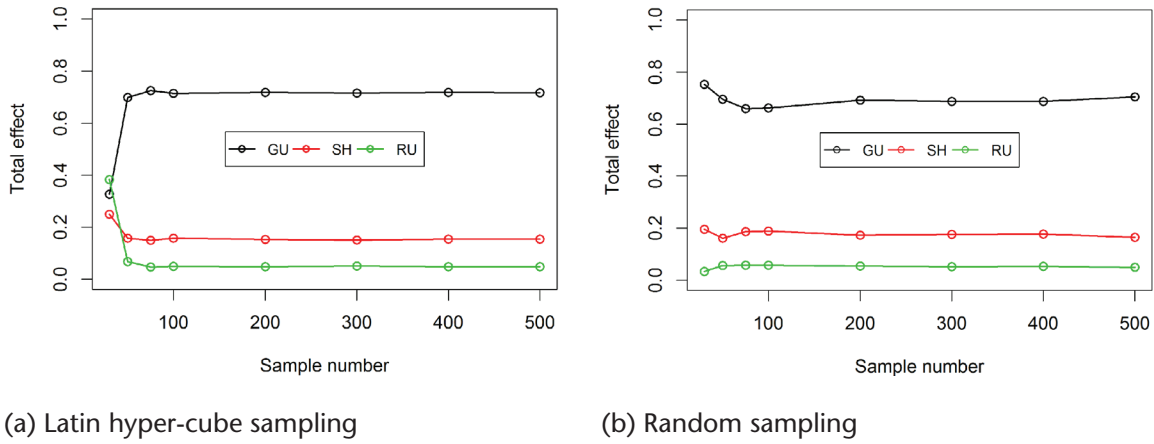 Total effect
1.0
0.8
0.6
0.4
0.2
0.0
GU SH RU
100 200 300 400 500
Sample number
(a) Latin hyper-cube sampling
Total effect
1.0
0.8
0.6
0.4
0.2
0.0
GU SH RU
100 200 300 400 500
Sample number
(b) Random sampling